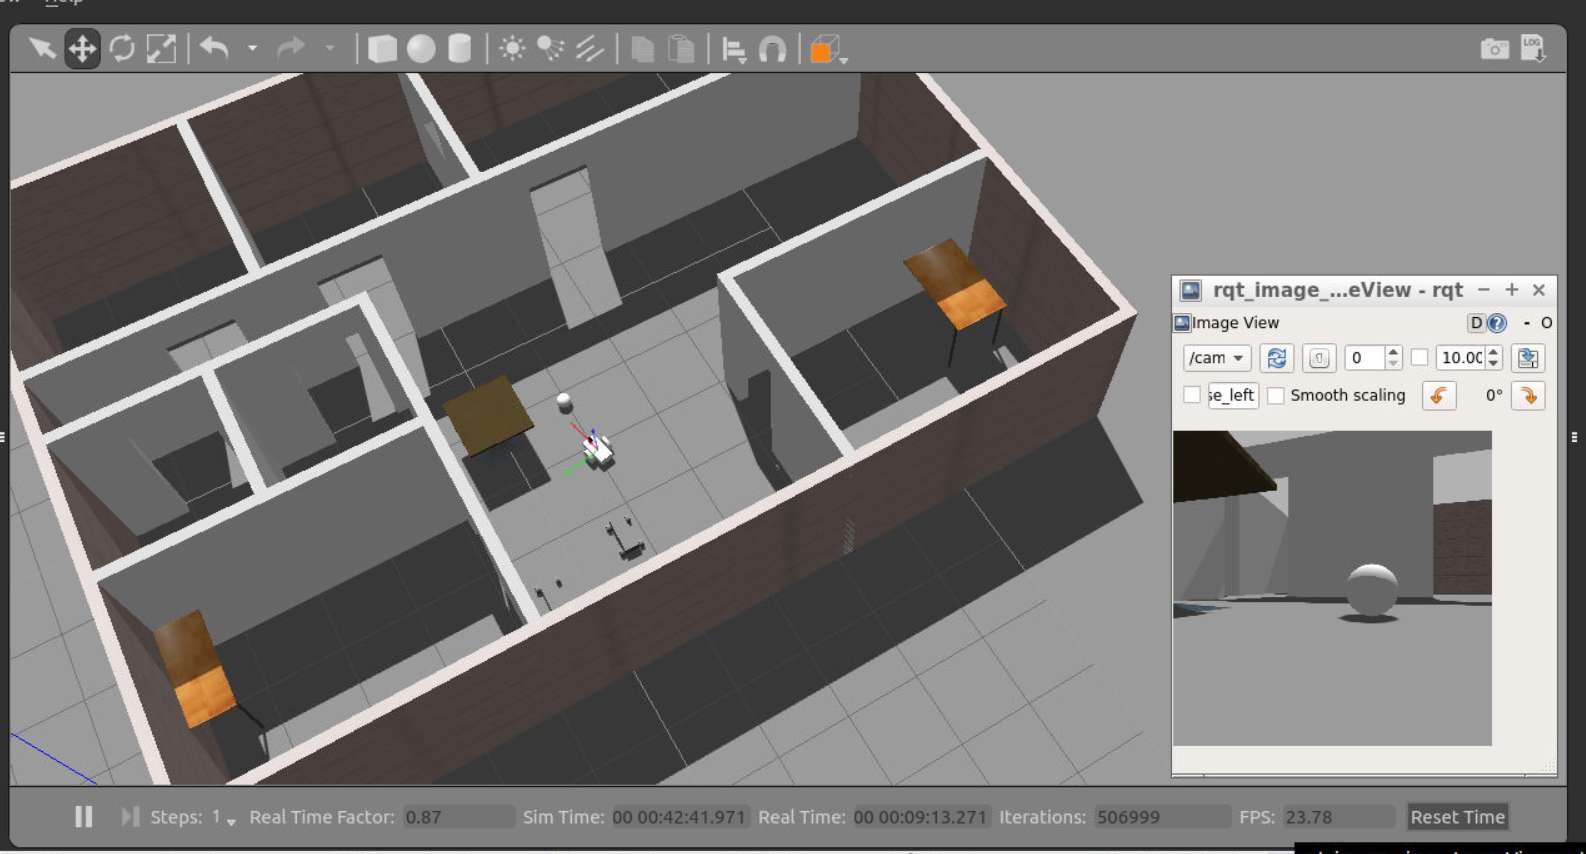 Help
LOG
rqt_image_...eView - rqt
Image View D ? - O
/cam 0 10.00
se_left Smooth scaling 0°
Steps: 1 Real Time Factor: 0.87 Sim Time: 00 00:42:41.971 Real Time: 00 00:09:13.271 Iterations: 506999 FPS: 23.78 Reset Time